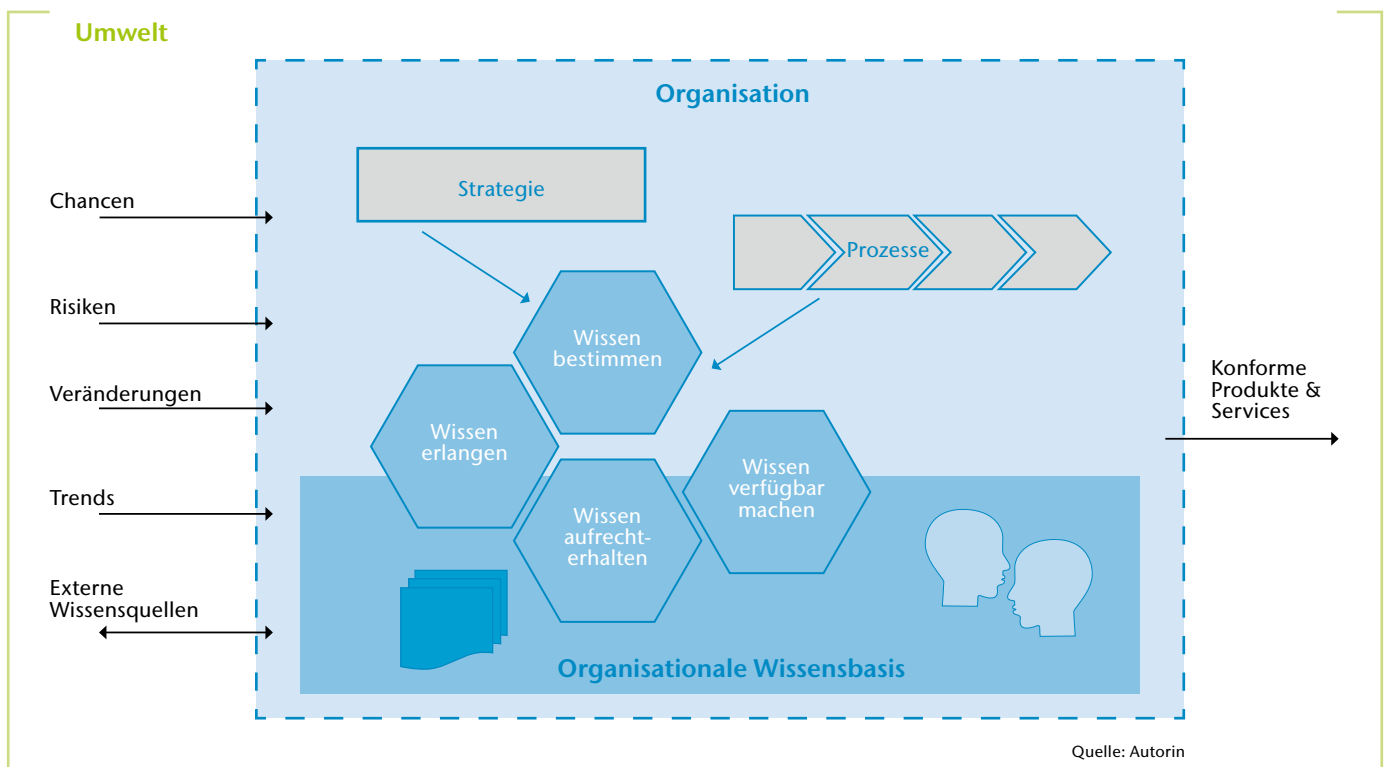 Umwelt
Organisation
Strategie
Prozesse
Chancen
Risiken
Veränderungen
Trends
Externe
Wissensquellen
Wissen
bestimmen
Wissen
erlangen
Wissen
aufrecht-
erhalten
Wissen
verfügbar
machen
Organisationale Wissensbasis
Konforme
Produkte &
Services
Quelle: Autorin